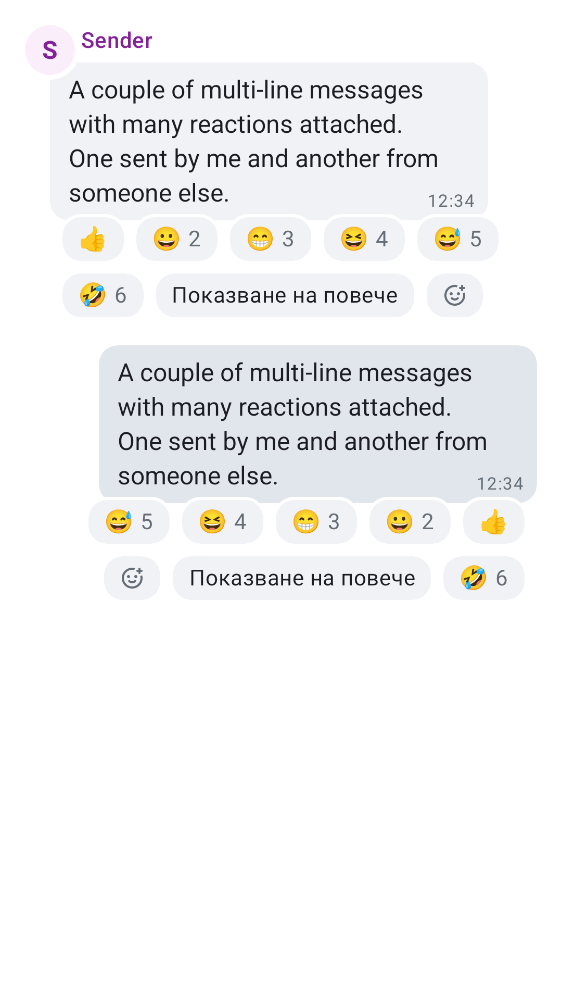 S
Sender
A couple of multi-line messages
with many reactions attached.
One sent by me and another from
someone else.
12:34
👍 😀 2 😁 3 😆 4 😅 5
🤣 6 Показване на повече
A couple of multi-line messages
with many reactions attached.
One sent by me and another from
someone else.
12:34
😅 5 😆 4 😁 3 😀 2 👍
Показване на повече 🤣 6